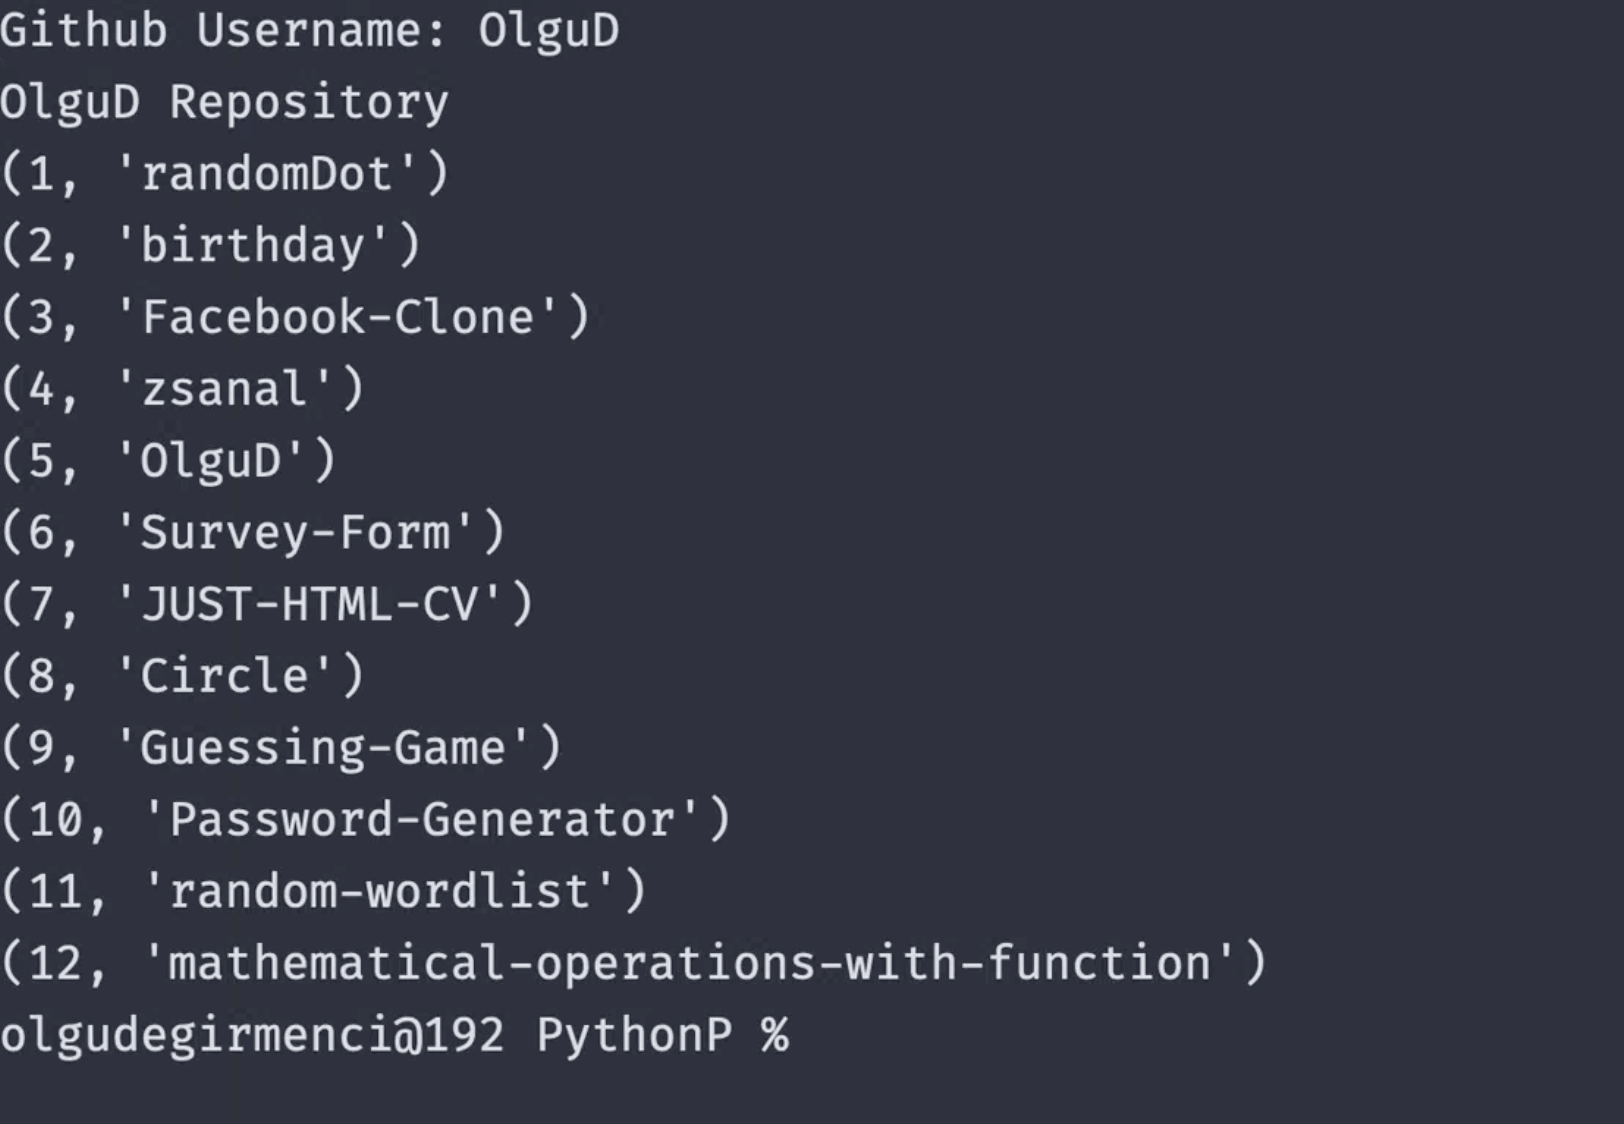 Github Username: OlguD
OlguD Repository
(1, 'randomDot')
(2, 'birthday')
(3, 'Facebook-Clone')
(4, 'zsanal')
(5, 'OlguD')
(6, 'Survey-Form')
(7, 'JUST-HTML-CV')
(8, 'Circle')
(9, 'Guessing-Game')
(10, 'Password-Generator')
(11, 'random-wordlist')
(12, 'mathematical-operations-with-function')
olgudegirmenci@192 PythonP %